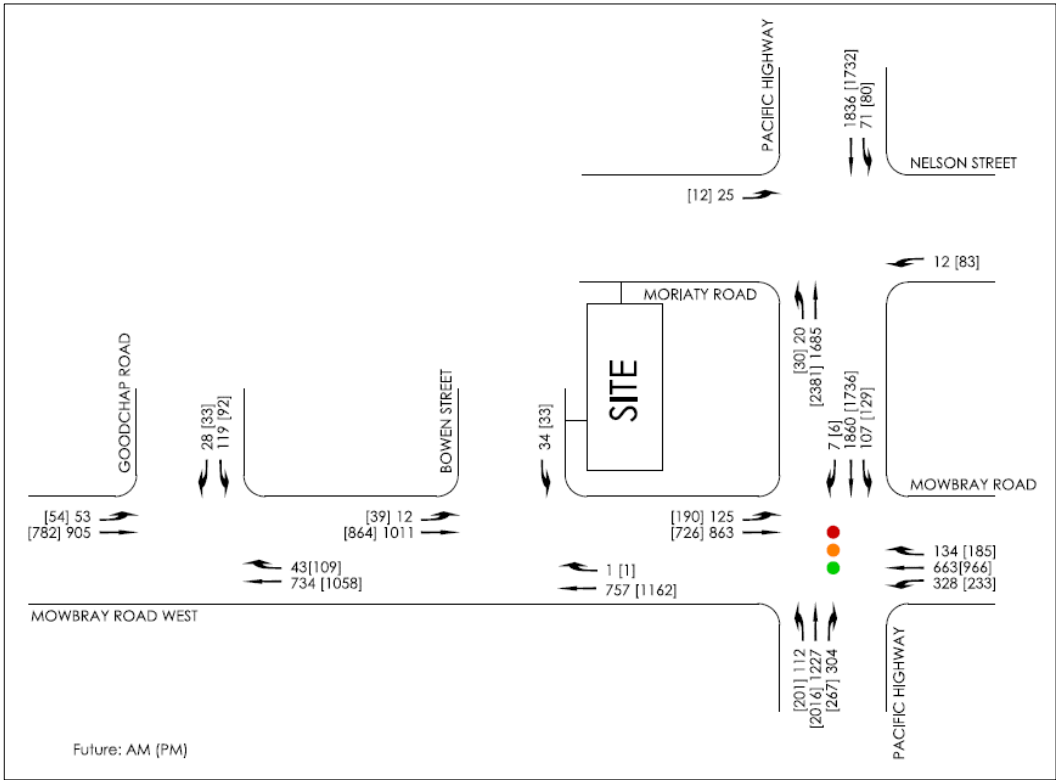 PACIFIC HIGHWAY
1836 [1732]
71 [80]
NELSON STREET
[12] 25
12 [83]
MORIATY ROAD
[30] 20
[2381] 1685
SITE
GOODCHAP ROAD
28 [33]
119 [92]
BOWEN STREET
34 [33]
7 [6]
1860 [1736]
107 [129]
MOWBRAY ROAD
[54] 53
[782] 905
[39] 12
[864] 1011
[190] 125
[726] 863
43[109]
734 [1058]
1 [1]
757 [1162]
134 [185]
663[966]
328 [233]
MOWBRAY ROAD WEST
[201] 112
[2016] 1227
[267] 304
PACIFIC HIGHWAY
Future: AM (PM)